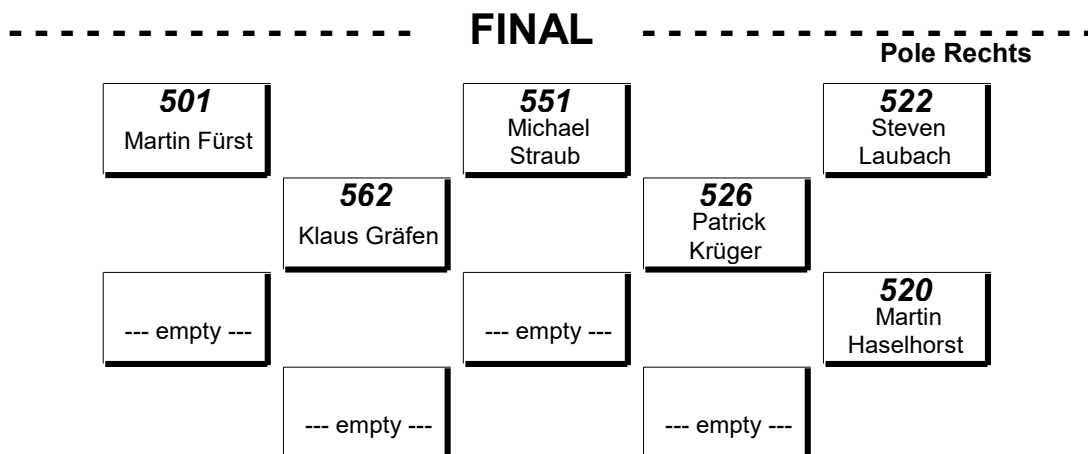 FINAL
Pole Rechts
501
Martin Fürst
551
Michael
Straub
522
Steven
Laubach
562
Klaus Gräfen
526
Patrick
Krüger
--- empty ---
--- empty ---
520
Martin
Haselhorst
--- empty ---
--- empty ---